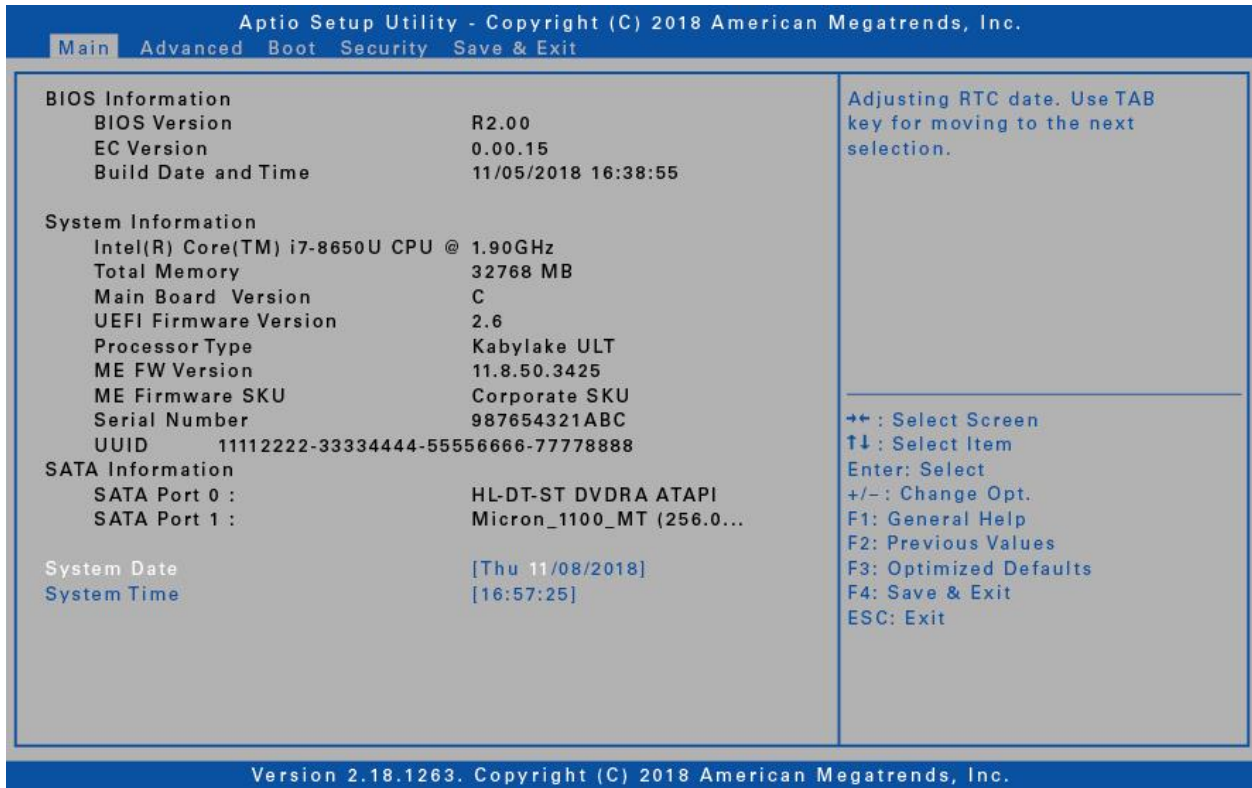 Aptio Setup Utility - Copyright (C) 2018 American Megatrends, Inc.
Main Advanced Boot Security Save & Exit
BIOS Information
BIOS Version R2.00
EC Version 0.00.15
Build Date and Time 11/05/2018 16:38:55
System Information
Intel(R) Core(TM) i7-8650U CPU @ 1.90GHz
Total Memory 32768 MB
Main Board Version C
UEFI Firmware Version 2.6
Processor Type Kabylake ULT
ME FW Version 11.8.50.3425
ME Firmware SKU Corporate SKU
Serial Number 987654321ABC
UUID 11112222-33334444-55556666-77778888
SATA Information
SATA Port 0 : HL-DT-ST DVDRA ATAPI
SATA Port 1 : Micron_1100_MT (256.0...
System Date [Thu 11/08/2018]
System Time [16:57:25]
Adjusting RTC date. Use TAB
key for moving to the next
selection.
→← : Select Screen
↑↓ : Select Item
Enter: Select
+/– : Change Opt.
F1: General Help
F2: Previous Values
F3: Optimized Defaults
F4: Save & Exit
ESC: Exit
Version 2.18.1263. Copyright (C) 2018 American Megatrends, Inc.